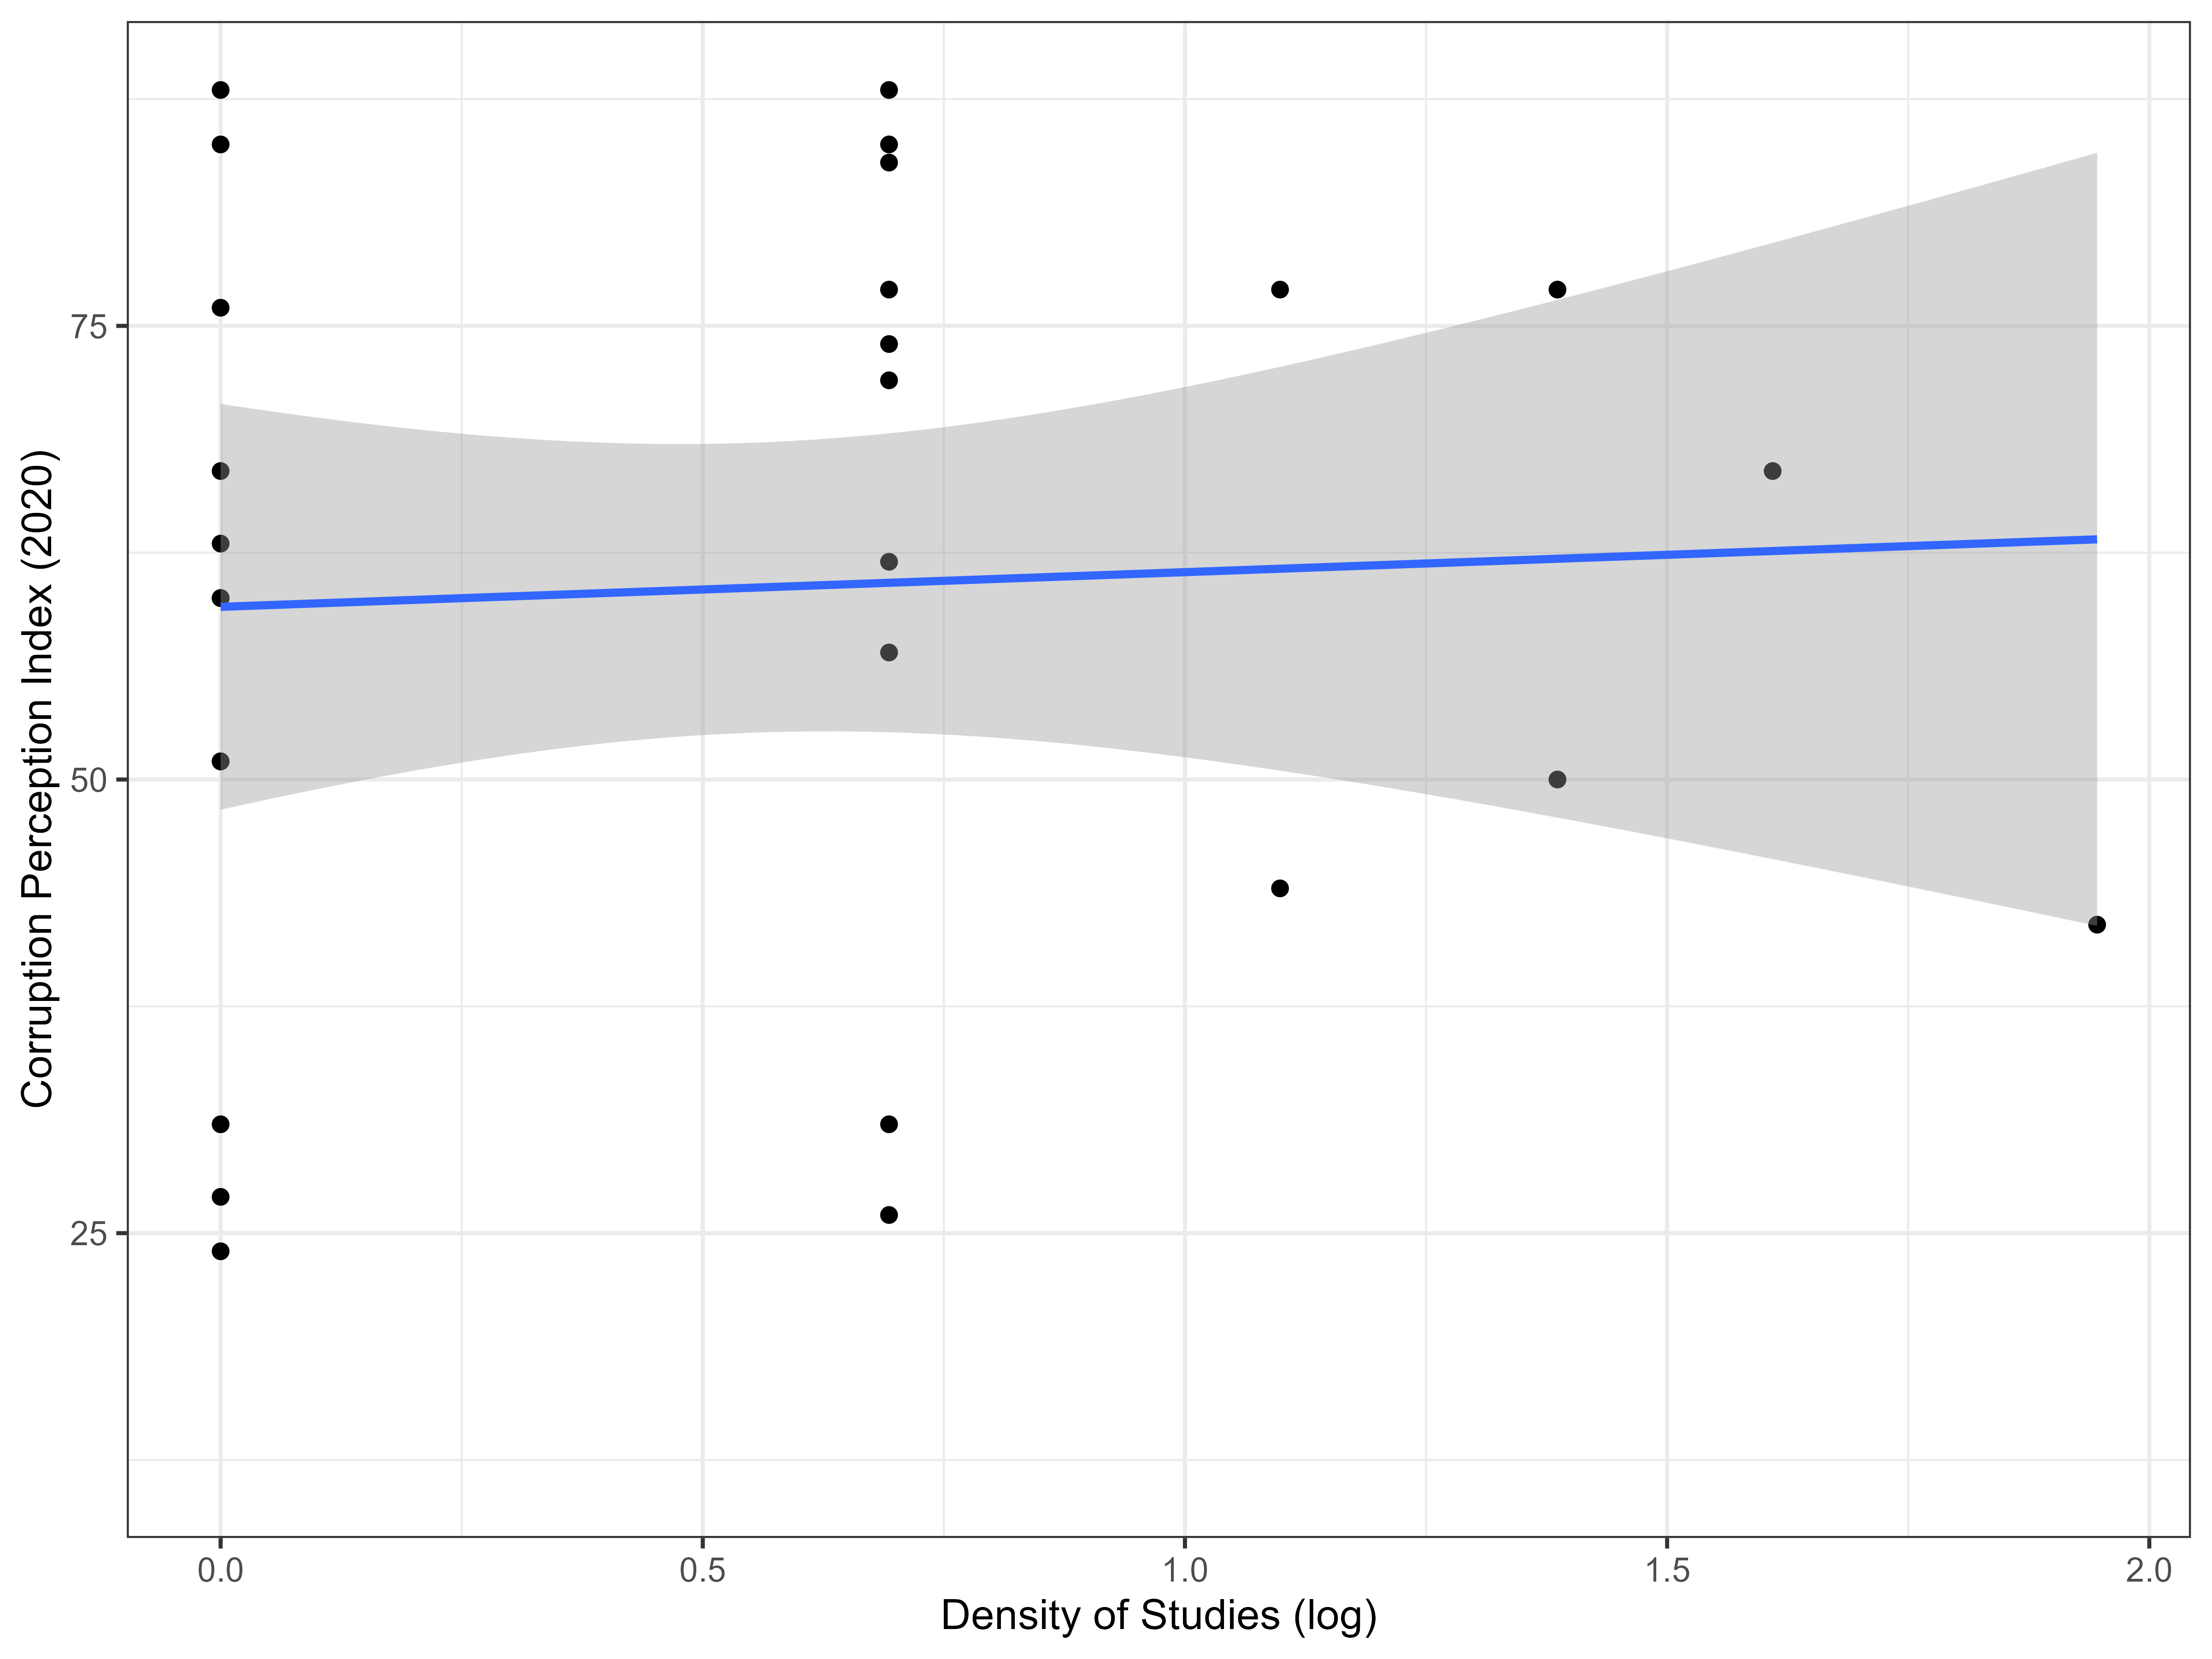 Corruption Perception Index (2020)
75
50
25
0.0 0.5 1.0 1.5 2.0
Density of Studies (log)